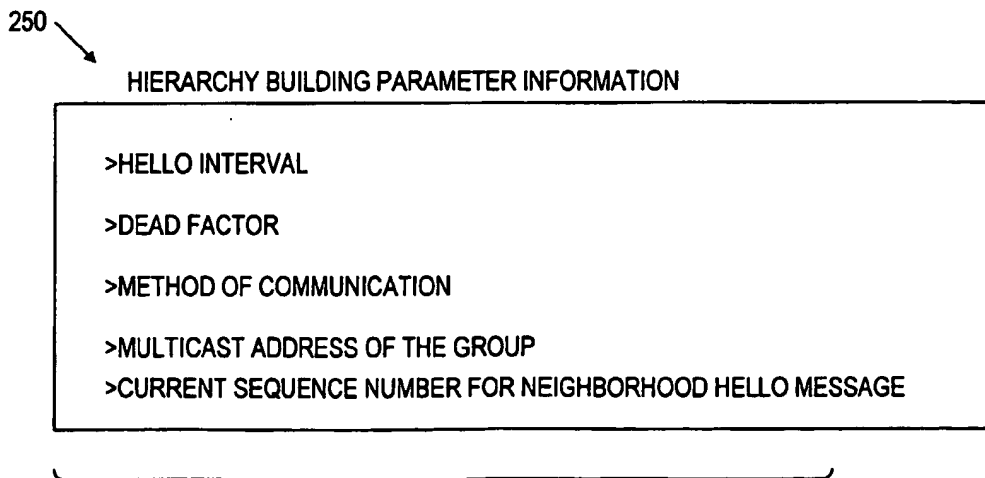 250
HIERARCHY BUILDING PARAMETER INFORMATION
>HELLO INTERVAL
>DEAD FACTOR
>METHOD OF COMMUNICATION
>MULTICAST ADDRESS OF THE GROUP
>CURRENT SEQUENCE NUMBER FOR NEIGHBORHOOD HELLO MESSAGE